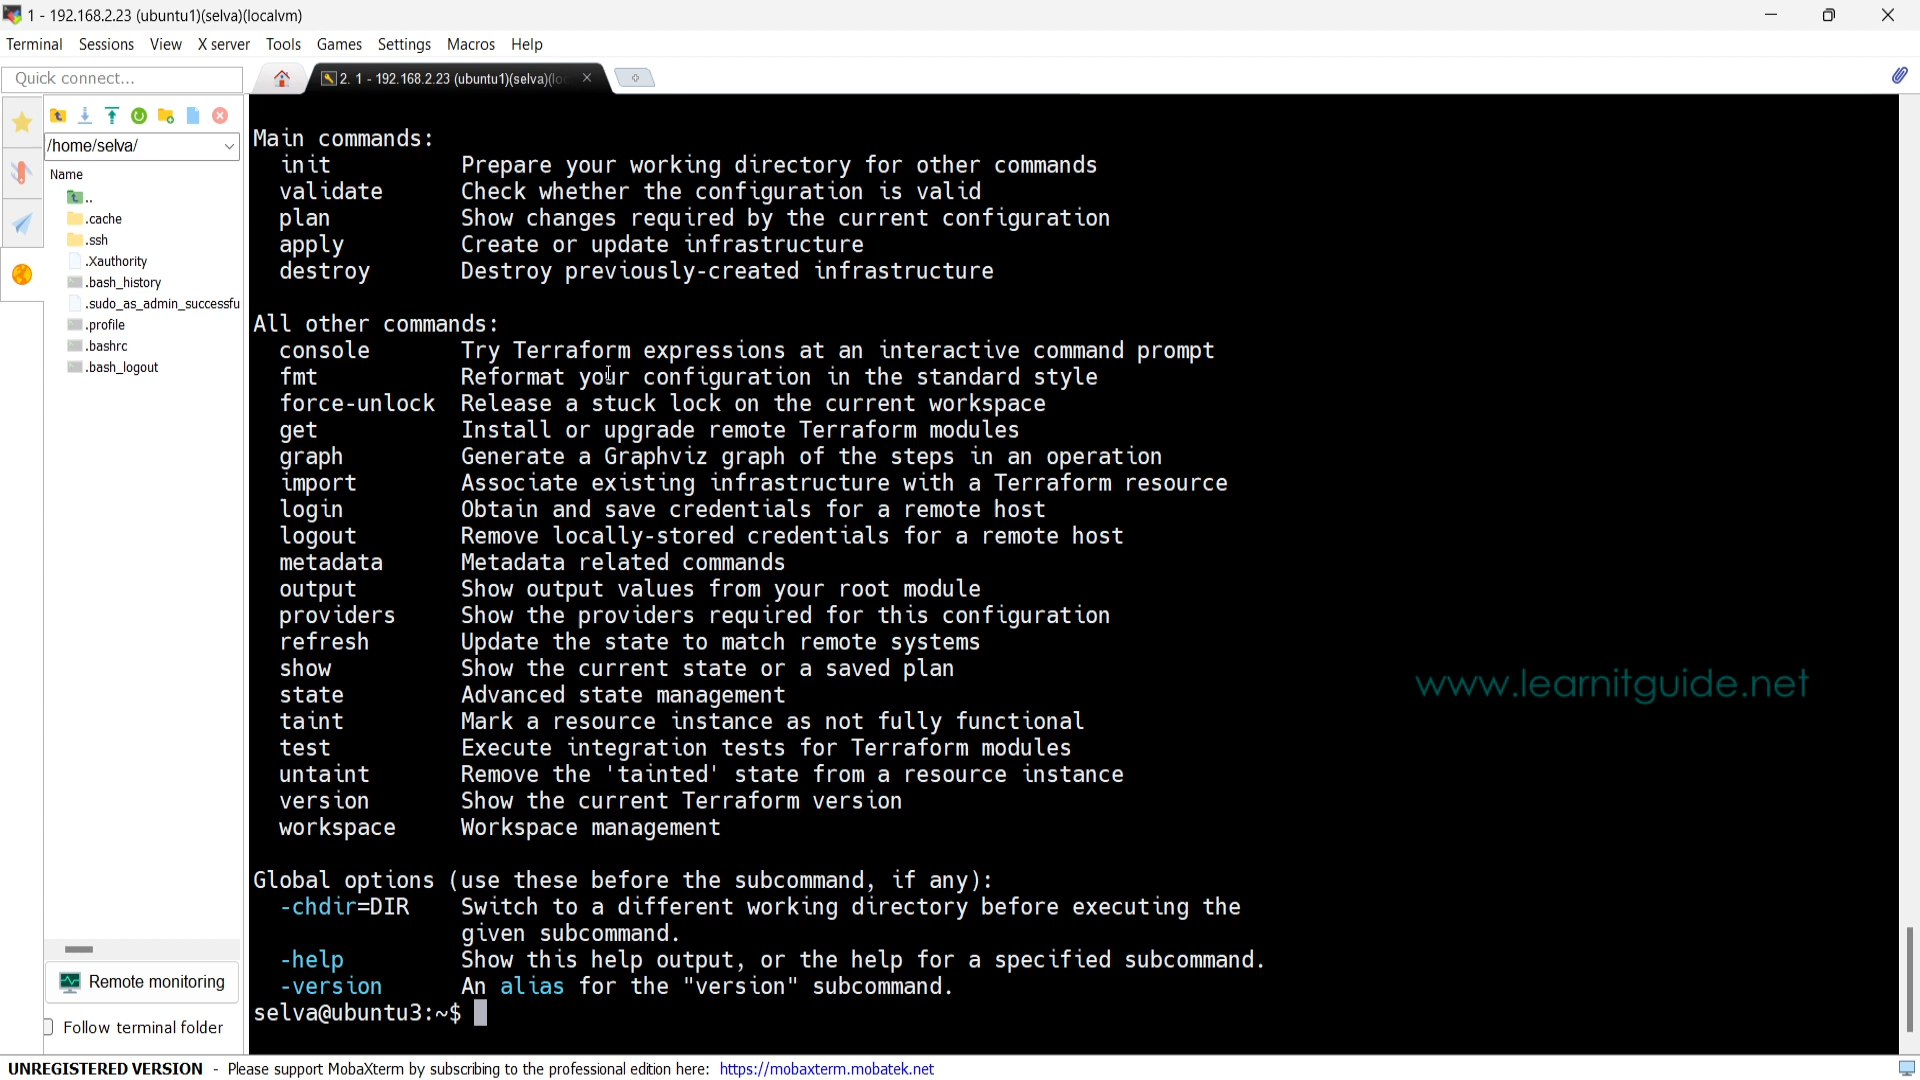 1 - 192.168.2.23 (ubuntu1)(selva)(localvm)
Terminal Sessions View X server Tools Games Settings Macros Help
Quick connect...
2. 1 - 192.168.2.23 (ubuntu1)(selva)(lo
/home/selva/
Name
..
.cache
.ssh
.Xauthority
.bash_history
.sudo_as_admin_successfu
.profile
.bashrc
.bash_logout
Remote monitoring
Follow terminal folder
Main commands:
init Prepare your working directory for other commands
validate Check whether the configuration is valid
plan Show changes required by the current configuration
apply Create or update infrastructure
destroy Destroy previously-created infrastructure
All other commands:
console Try Terraform expressions at an interactive command prompt
fmt Reformat your configuration in the standard style
force-unlock Release a stuck lock on the current workspace
get Install or upgrade remote Terraform modules
graph Generate a Graphviz graph of the steps in an operation
import Associate existing infrastructure with a Terraform resource
login Obtain and save credentials for a remote host
logout Remove locally-stored credentials for a remote host
metadata Metadata related commands
output Show output values from your root module
providers Show the providers required for this configuration
refresh Update the state to match remote systems
show Show the current state or a saved plan
state Advanced state management
taint Mark a resource instance as not fully functional
test Execute integration tests for Terraform modules
untaint Remove the 'tainted' state from a resource instance
version Show the current Terraform version
workspace Workspace management
Global options (use these before the subcommand, if any):
-chdir=DIR Switch to a different working directory before executing the
given subcommand.
-help Show this help output, or the help for a specified subcommand.
-version An alias for the "version" subcommand.
selva@ubuntu3:~$
www.learnitguide.net
UNREGISTERED VERSION - Please support MobaXterm by subscribing to the professional edition here: https://mobaxterm.mobatek.net